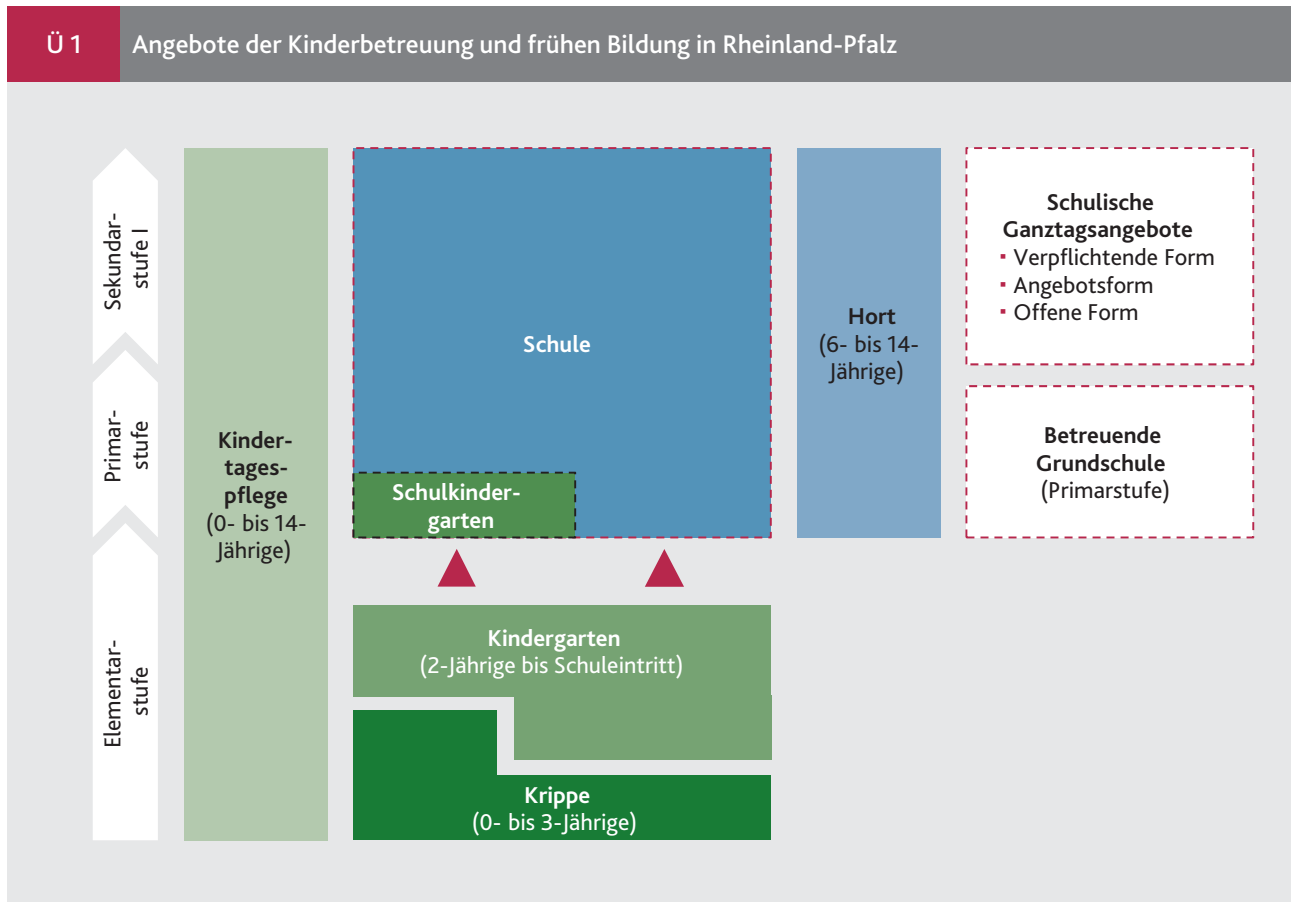 Ü 1
Angebote der Kinderbetreuung und frühen Bildung in Rheinland-Pfalz
Sekundar-
stufe I
Primar-
stufe
Elementar-
stufe
Kinder-
tages-
pflege
(0- bis 14-
Jährige)
Schule
Schulkinder-
garten
Kindergarten
(2-Jährige bis Schuleintritt)
Krippe
(0- bis 3-Jährige)
Hort
(6- bis 14-
Jährige)
Schulische
Ganztagsangebote
▪ Verpflichtende Form
▪ Angebotsform
▪ Offene Form
Betreuende
Grundschule
(Primarstufe)